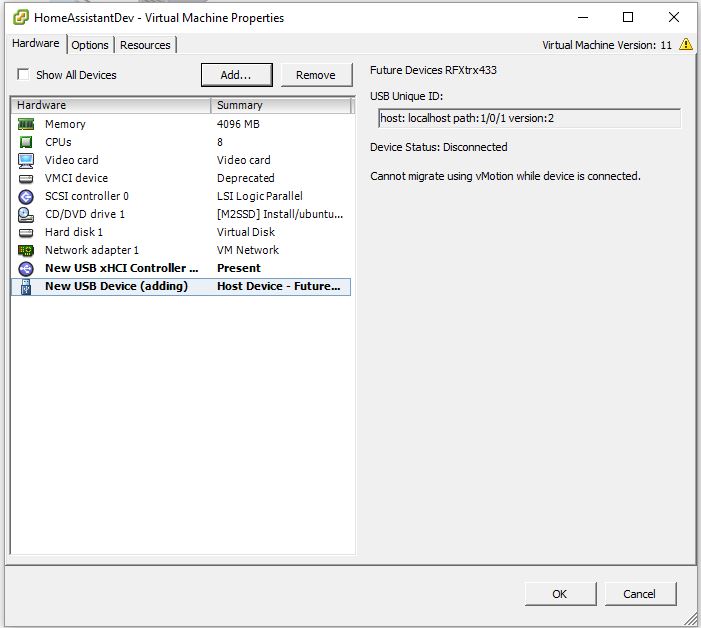 HomeAssistantDev - Virtual Machine Properties
Hardware Options Resources
Virtual Machine Version: 11
Show All Devices
Add...
Remove
Hardware Summary
Memory 4096 MB
CPUs 8
Video card Video card
VMCI device Deprecated
SCSI controller 0 LSI Logic Parallel
CD/DVD drive 1 [M2SSD] Install/ubuntu...
Hard disk 1 Virtual Disk
Network adapter 1 VM Network
New USB xHCI Controller ... Present
New USB Device (adding) Host Device - Future...
Future Devices RFXtrx433
USB Unique ID:
host: localhost path:1/0/1 version:2
Device Status: Disconnected
Cannot migrate using vMotion while device is connected.
OK
Cancel